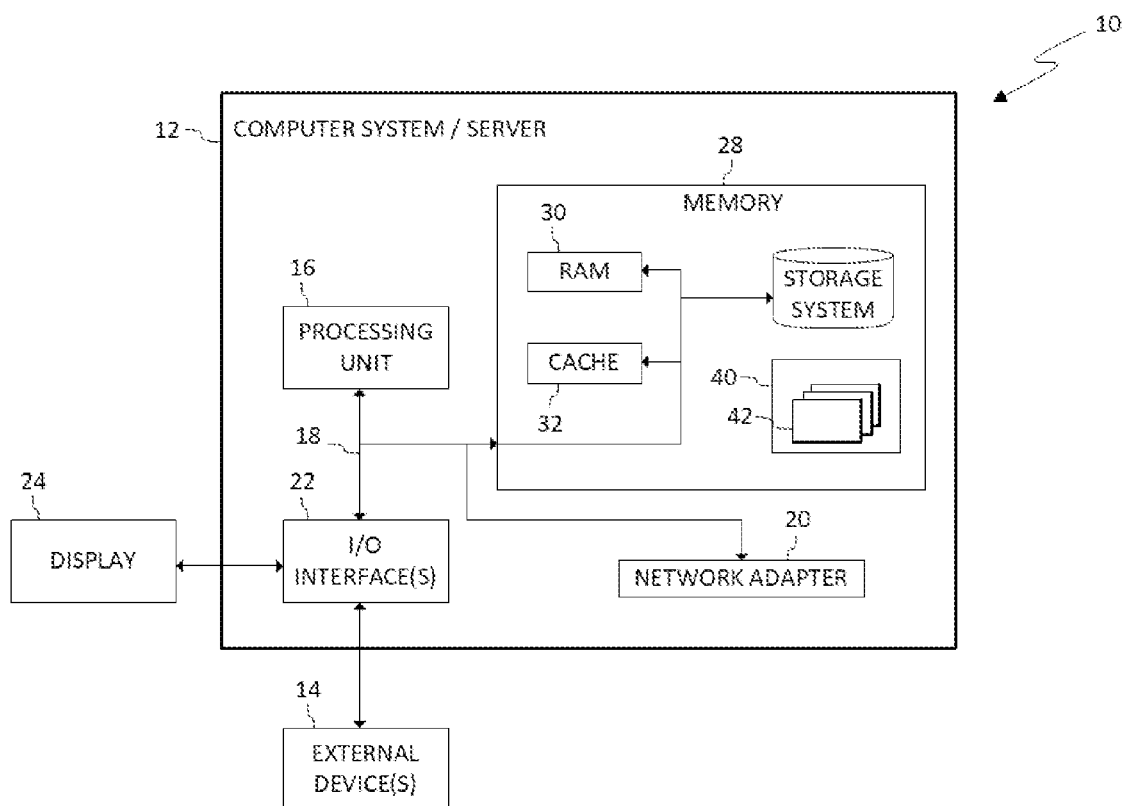 10
12
COMPUTER SYSTEM / SERVER
28
MEMORY
30
RAM
STORAGE
SYSTEM
16
PROCESSING
UNIT
CACHE
32
40
42
18
24
DISPLAY
22
I/O
INTERFACE(S)
20
NETWORK ADAPTER
14
EXTERNAL
DEVICE(S)